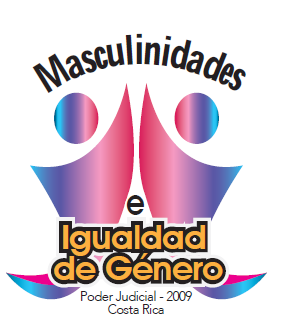 Masculinidades
e
Igualdad
de Género
Poder Judicial - 2009
Costa Rica